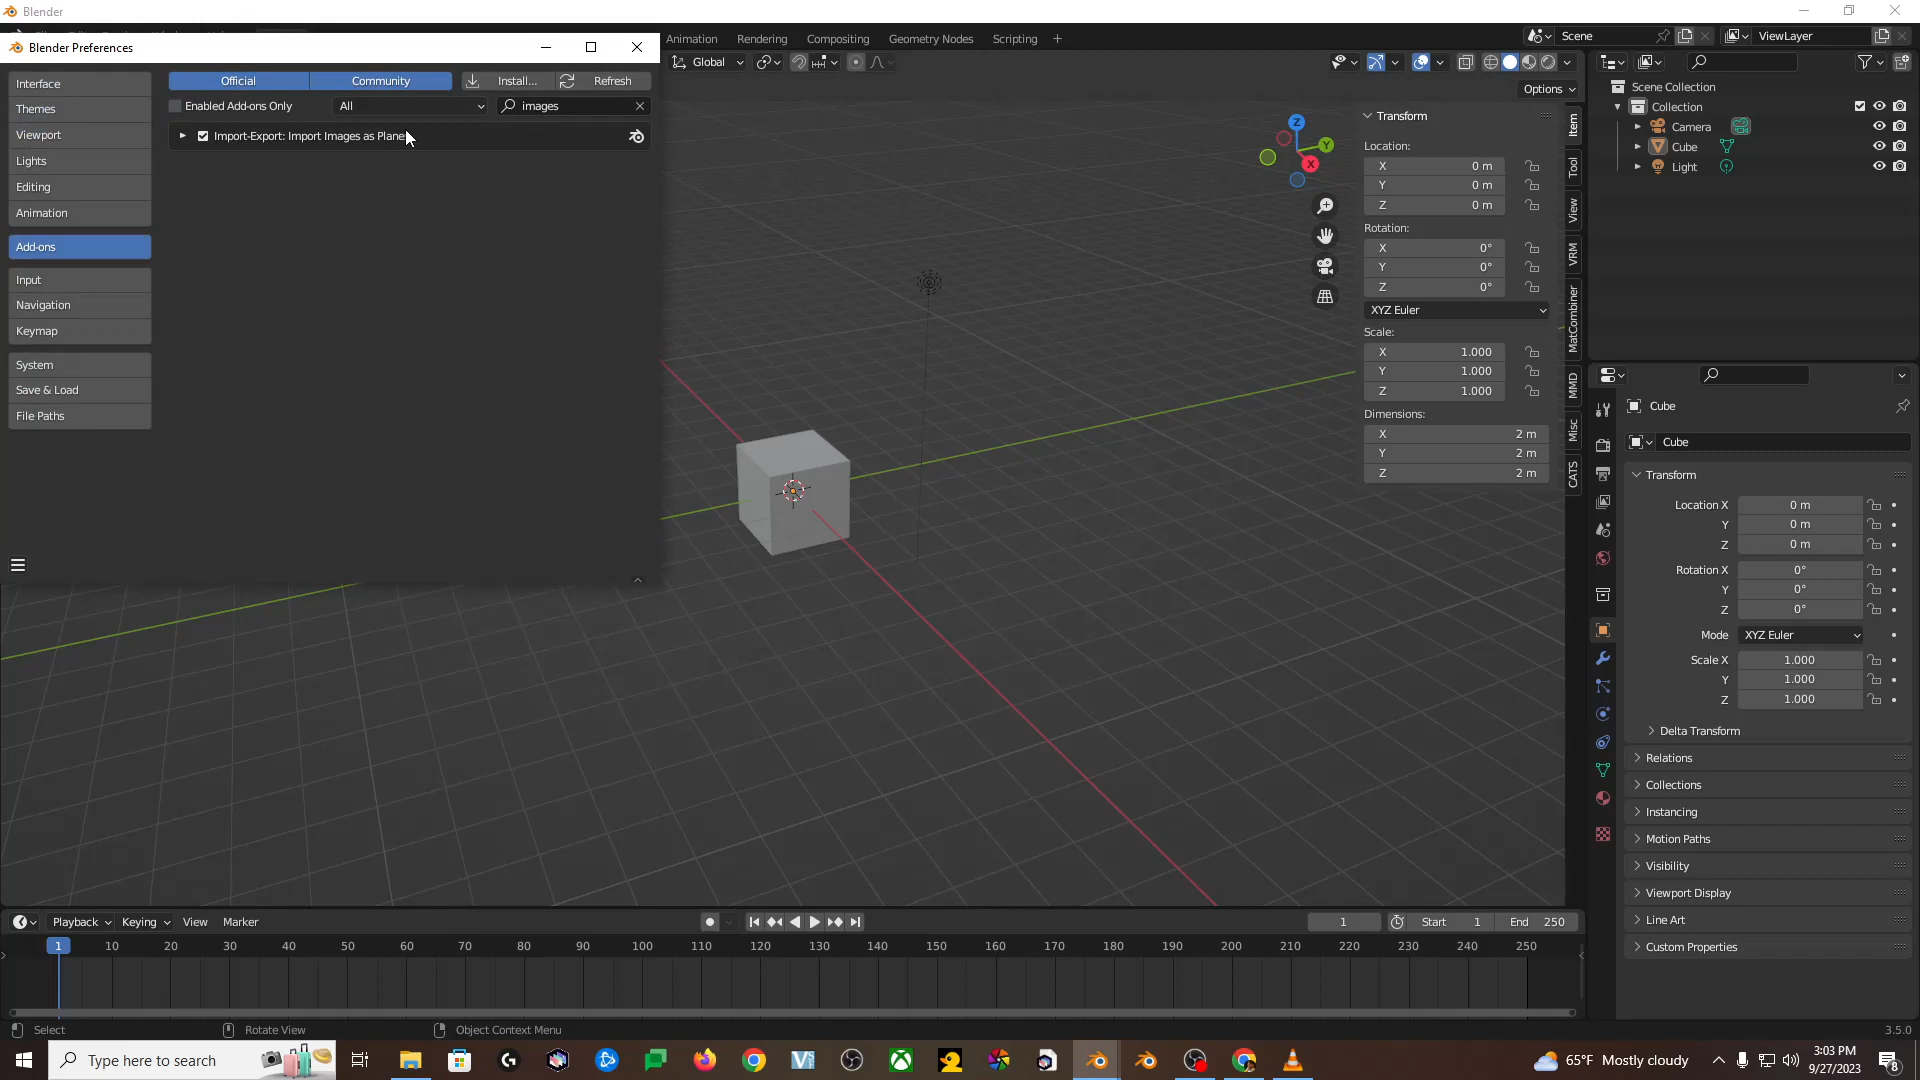 Blender
Blender Preferences
Animation
Rendering
Compositing
Geometry Nodes
Scripting
Scene
ViewLayer
Interface
Themes
Viewport
Lights
Editing
Animation
Add-ons
Input
Navigation
Keymap
System
Save & Load
File Paths
Official
Community
Install...
Refresh
Enabled Add-ons Only
All
images
Import-Export: Import Images as Planes
Global
Options
Z
Y
X
Transform
Location:
X 0 m
Y 0 m
Z 0 m
Rotation:
X 0°
Y 0°
Z 0°
XYZ Euler
Scale:
X 1.000
Y 1.000
Z 1.000
Dimensions:
X 2 m
Y 2 m
Z 2 m
Item
Tool
View
VRM
MatCombiner
MMD
Misc
CATS
Scene Collection
Collection
Camera
Cube
Light
Cube
Cube
Transform
Location X 0 m
Y 0 m
Z 0 m
Rotation X 0°
Y 0°
Z 0°
Mode XYZ Euler
Scale X 1.000
Y 1.000
Z 1.000
Delta Transform
Relations
Collections
Instancing
Motion Paths
Visibility
Viewport Display
Line Art
Custom Properties
Playback Keying View Marker
1 Start 1 End 250
1 10 20 30 40 50 60 70 80 90 100 110 120 130 140 150 160 170 180 190 200 210 220 230 240 250
Select Rotate View Object Context Menu 3.5.0
Type here to search
65°F Mostly cloudy
3:03 PM
9/27/2023
8